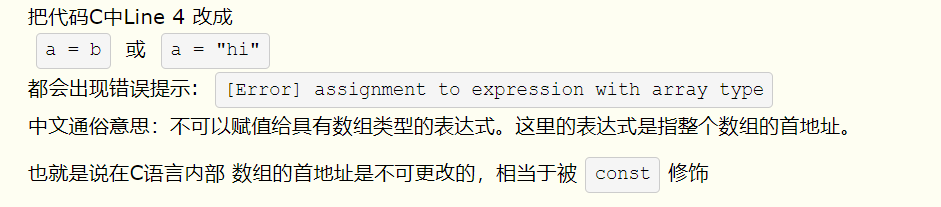 把代码C中Line 4 改成
a = b 或 a = "hi"
都会出现错误提示: [Error] assignment to expression with array type
中文通俗意思：不可以赋值给具有数组类型的表达式。这里的表达式是指整个数组的首地址。
也就是说在C语言内部 数组的首地址是不可更改的，相当于被 const 修饰